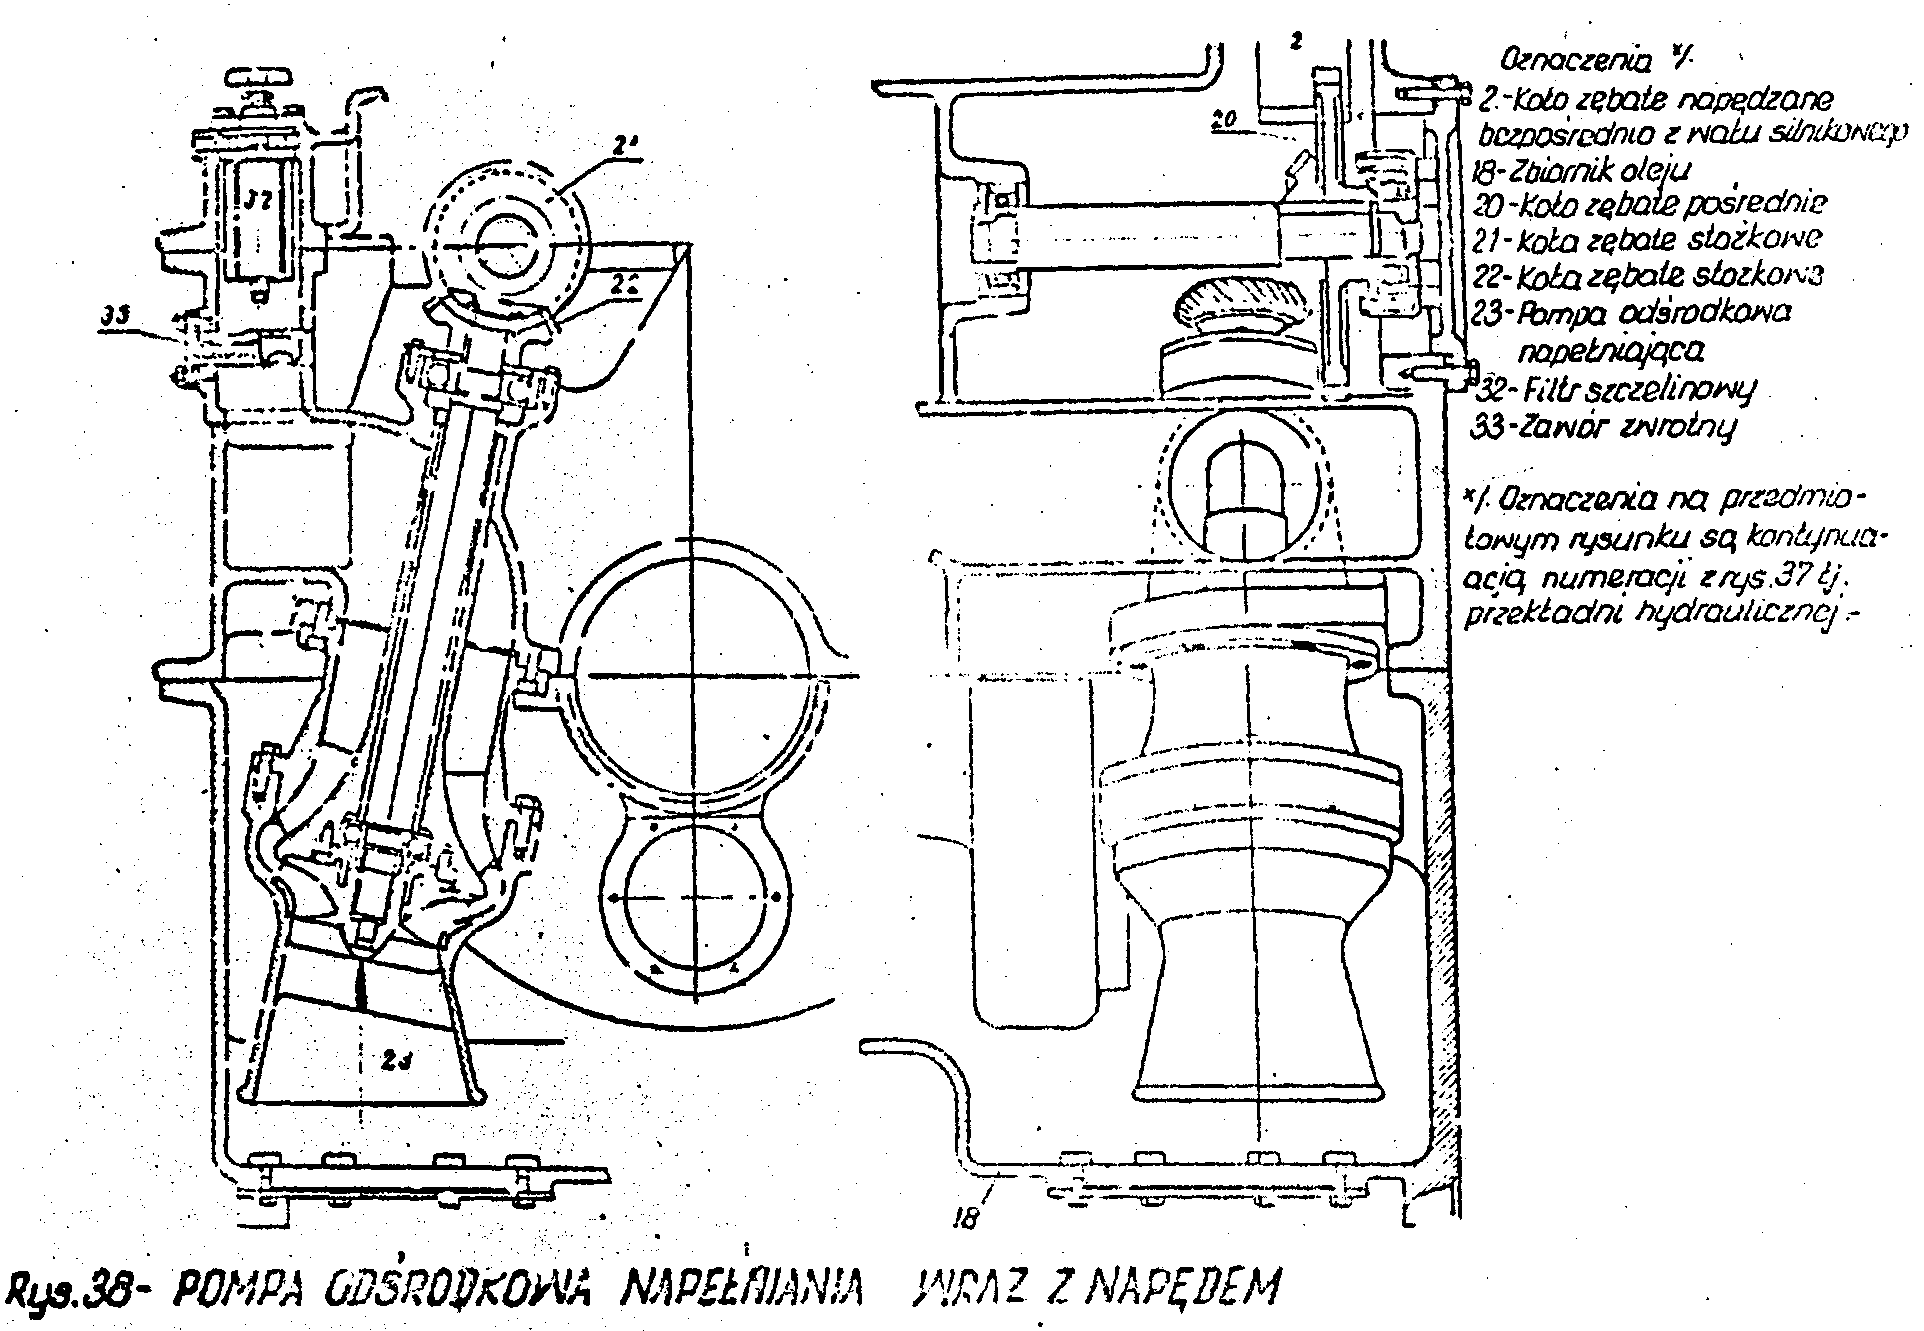 32
33
21
22
23
2
20
18
Oznaczenia x/.
2.-Koło zębate napędzane
bezpośrednio z wału silnikowego
18-Zbiornik oleju
20-Koło zębate pośrednie
21-Koła zębate stożkowe
22-Koła zębate stożkowe
23-Pompa odśrodkowa
napełniająca
32-Filtr szczelinowy
33-Zawór zwrotny
x/. Oznaczenia na przedmio-
towym rysunku są kontynua-
acią numeracji z rys.37 tj.
przekładni hydraulicznej.-
Rys.38- POMPA ODŚRODKOWA NAPEŁNIANIA WRAZ Z NAPĘDEM